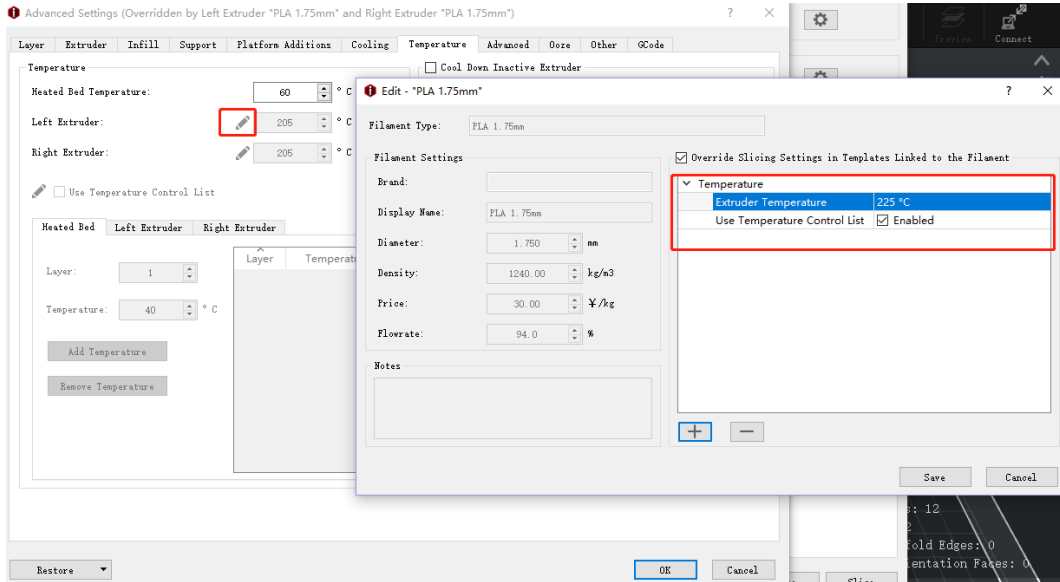 Advanced Settings (Overridden by Left Extruder "PLA 1.75mm" and Right Extruder "PLA 1.75mm")
? ×
Layer Extruder Infill Support Platform Additions Cooling Temperature Advanced Ooze Other GCode
Temperature
Cool Down Inactive Extruder
Heated Bed Temperature: 60 ° C
Left Extruder: 205 ° C
Right Extruder: 205 ° C
Use Temperature Control List
Heated Bed Left Extruder Right Extruder
Layer: 1
Temperature: 40 ° C
Add Temperature
Remove Temperature
Layer
Restore
OK Cancel
Edit - "PLA 1.75mm"
? ×
Filament Type: PLA 1.75mm
Filament Settings
Brand:
Display Name: PLA 1.75mm
Diameter: 1.750 mm
Density: 1240.00 kg/m3
Price: 30.00 ¥/kg
Flowrate: 94.0 %
Notes
Override Slicing Settings in Templates Linked to the Filament
Temperature
Extruder Temperature 225 °C
Use Temperature Control List Enabled
+ −
Save Cancel
Preview Connect
: 12
Edges: 0
Faces: 0